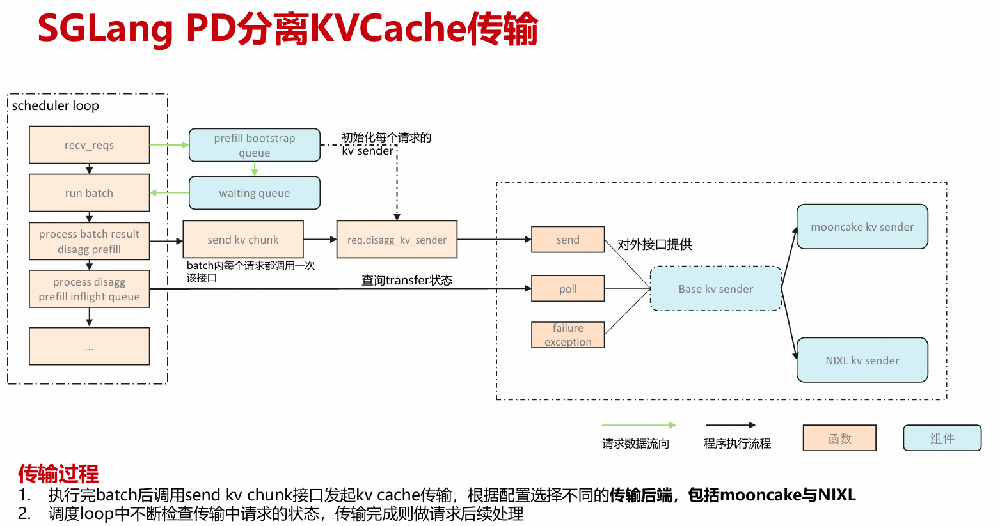 SGLang PD分离KVCache传输
scheduler loop
recv_reqs
run batch
process batch result
disagg prefill
process disagg
prefill inflight queue
...
prefill bootstrap
queue
waiting queue
初始化每个请求的
kv sender
send kv chunk
batch内每个请求都调用一次
该接口
req.disagg_kv_sender
查询transfer状态
send
poll
failure
exception
对外接口提供
Base kv sender
mooncake kv sender
NIXL kv sender
请求数据流向
程序执行流程
函数
组件
传输过程
1. 执行完batch后调用send kv chunk接口发起kv cache传输，根据配置选择不同的传输后端，包括mooncake与NIXL
2. 调度loop中不断检查传输中请求的状态，传输完成则做请求后续处理